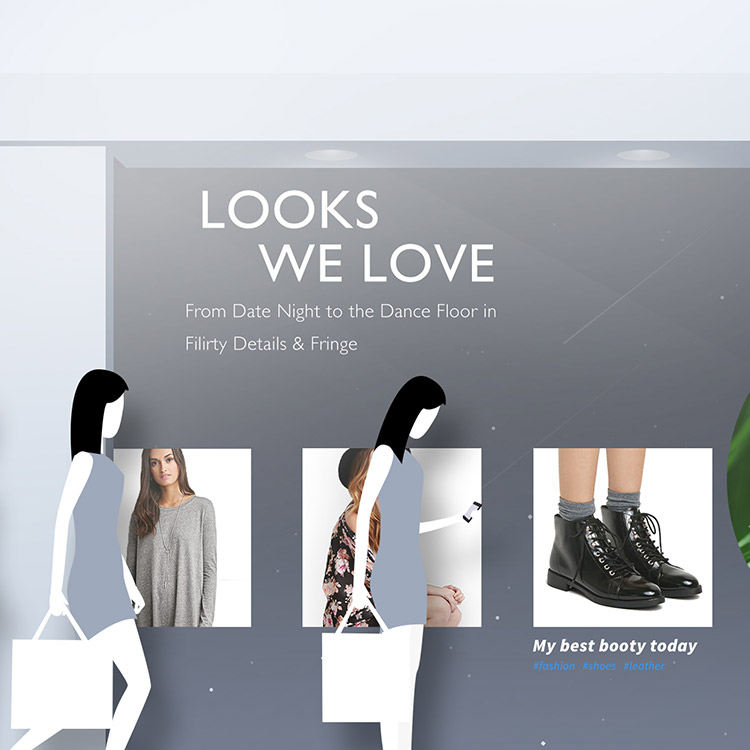 LOOKS
WE LOVE
From Date Night to the Dance Floor in
Filirty Details & Fringe
My best booty today
#fashion #shoes #leather